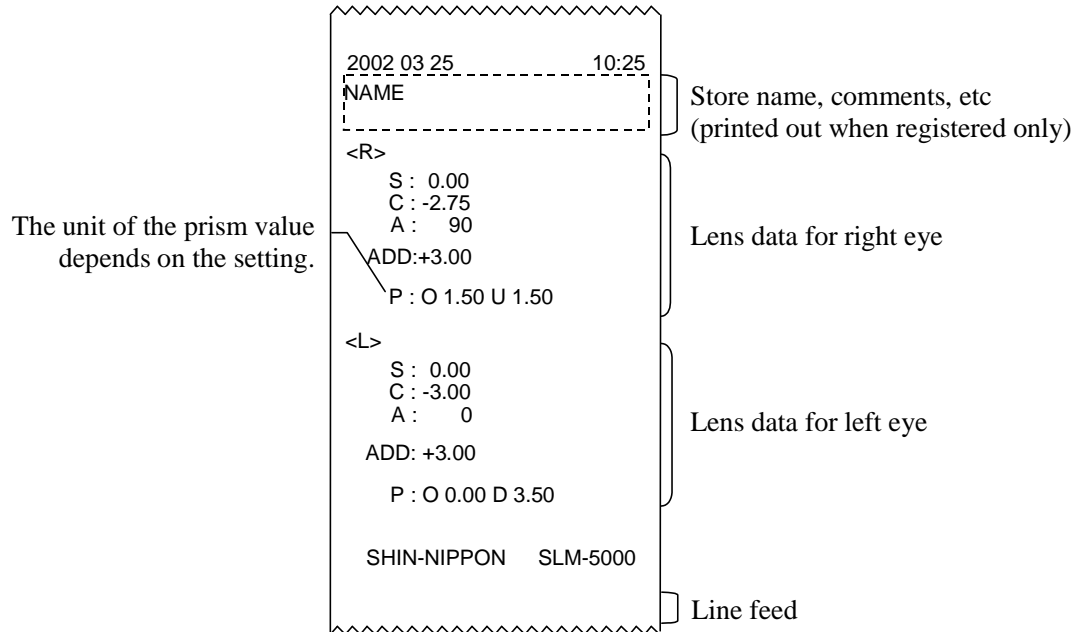 2002 03 25 10:25
NAME
Store name, comments, etc
(printed out when registered only)
<R>
S : 0.00
C : -2.75
A : 90
ADD:+3.00
P : O 1.50 U 1.50
The unit of the prism value
depends on the setting.
Lens data for right eye
<L>
S : 0.00
C : -3.00
A : 0
ADD: +3.00
P : O 0.00 D 3.50
Lens data for left eye
SHIN-NIPPON SLM-5000
Line feed